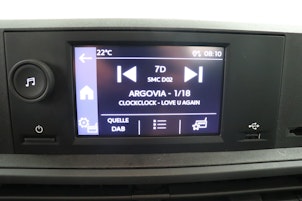 22°C
08:10
7D
SMC D02
ARGOVIA - 1/18
CLOCKCLOCK - LOVE U AGAIN
QUELLE
DAB